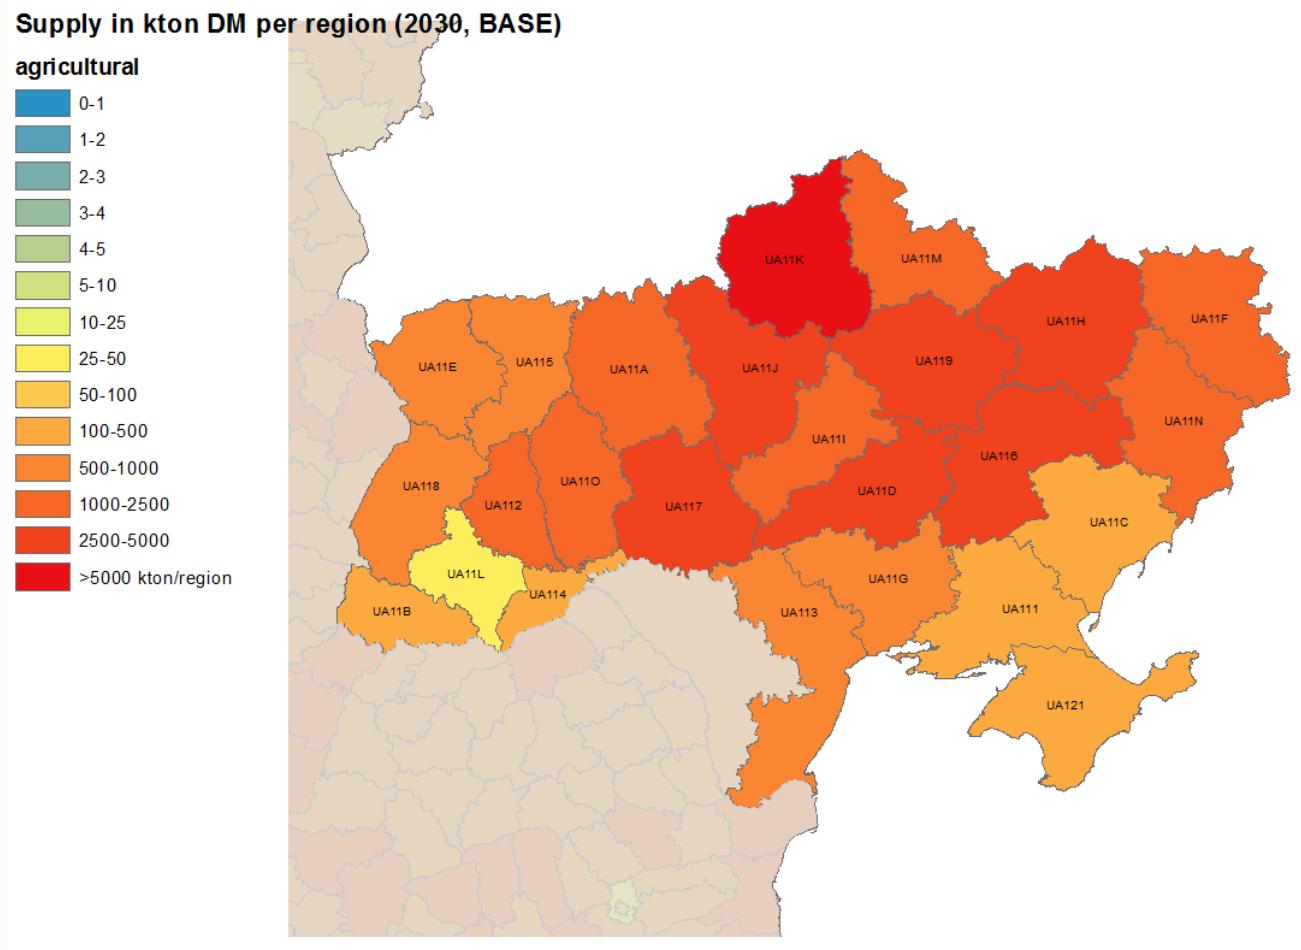 Supply in kton DM per region (2030, BASE)
agricultural
0-1
1-2
2-3
3-4
4-5
5-10
10-25
25-50
50-100
100-500
500-1000
1000-2500
2500-5000
>5000 kton/region
UA11K
UA11M
UA11H
UA11F
UA11E
UA115
UA11A
UA11J
UA119
UA11N
UA11I
UA116
UA118
UA112
UA11O
UA117
UA11D
UA11C
UA11L
UA114
UA11G
UA11B
UA113
UA111
UA121